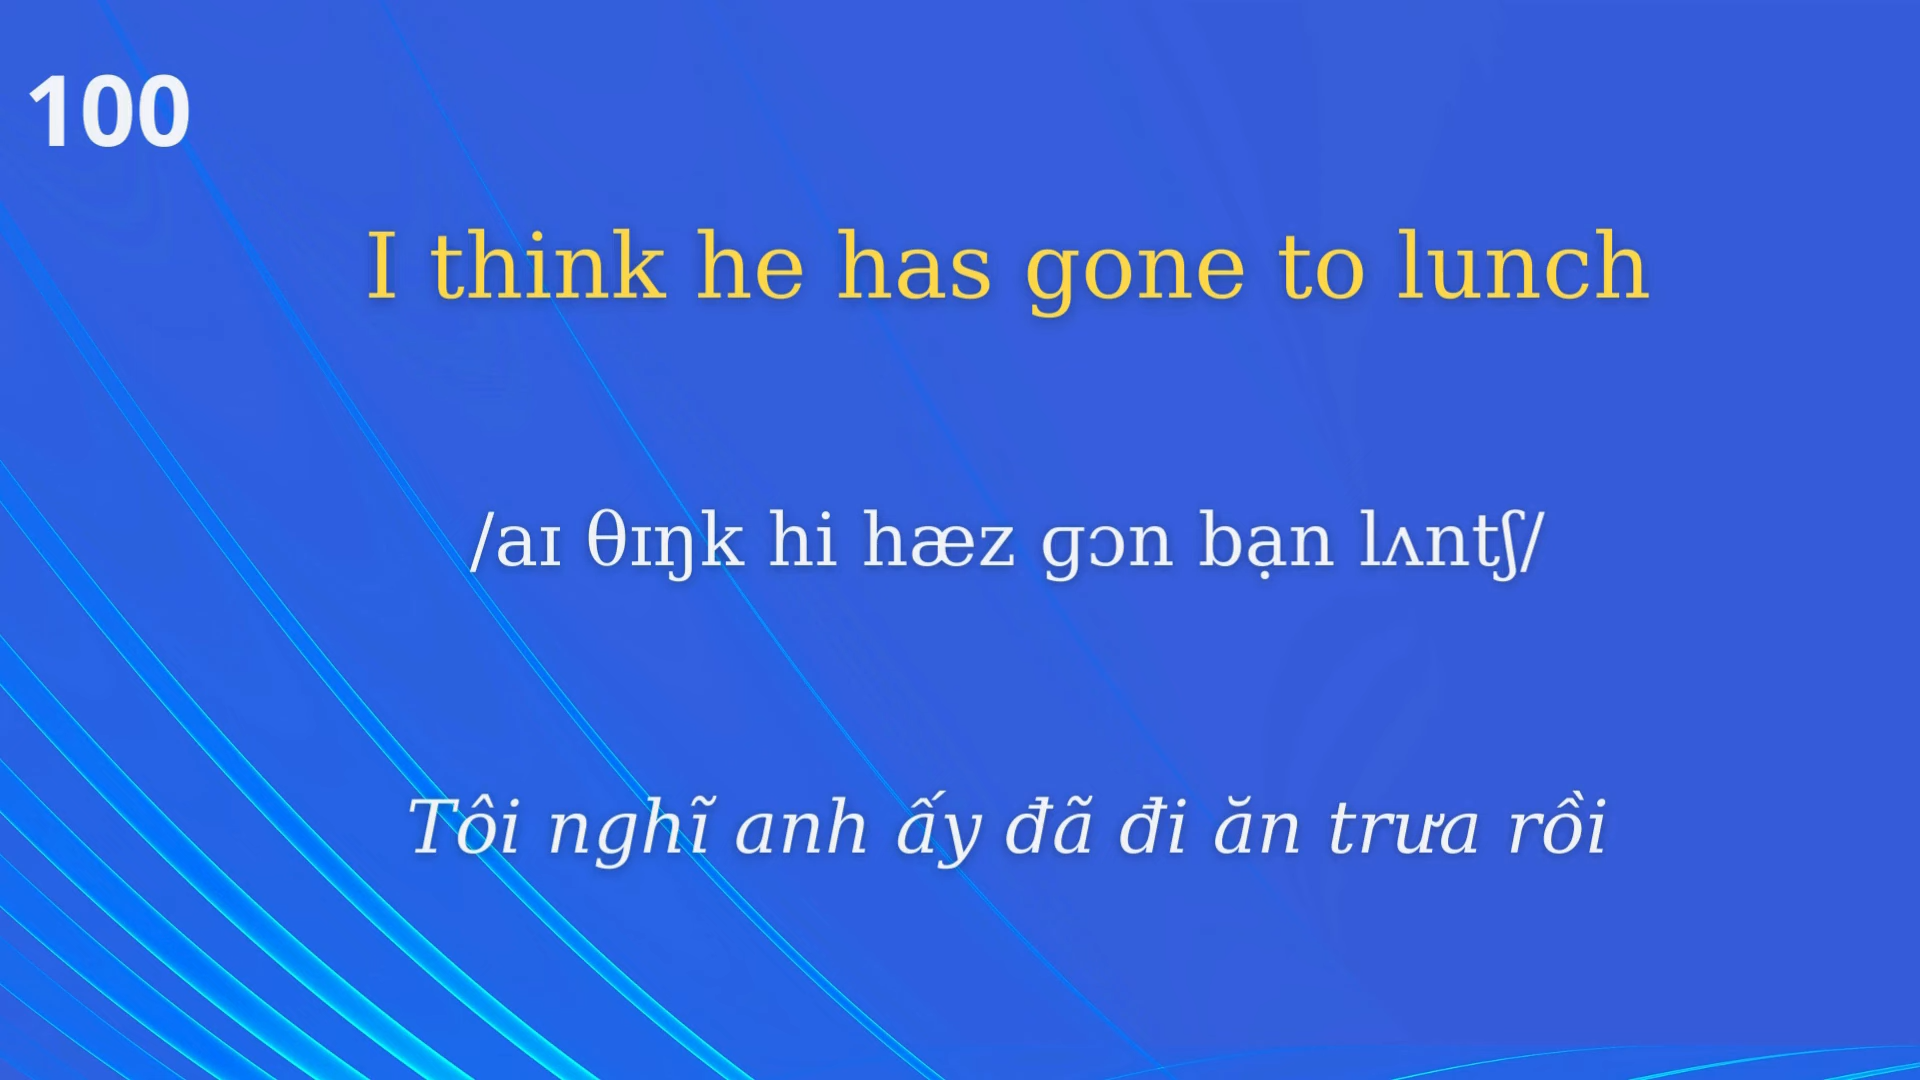 100
I think he has gone to lunch
/aɪ θɪŋk hi hæz ɡɔn bạn lʌntʃ/
Tôi nghĩ anh ấy đã đi ăn trưa rồi